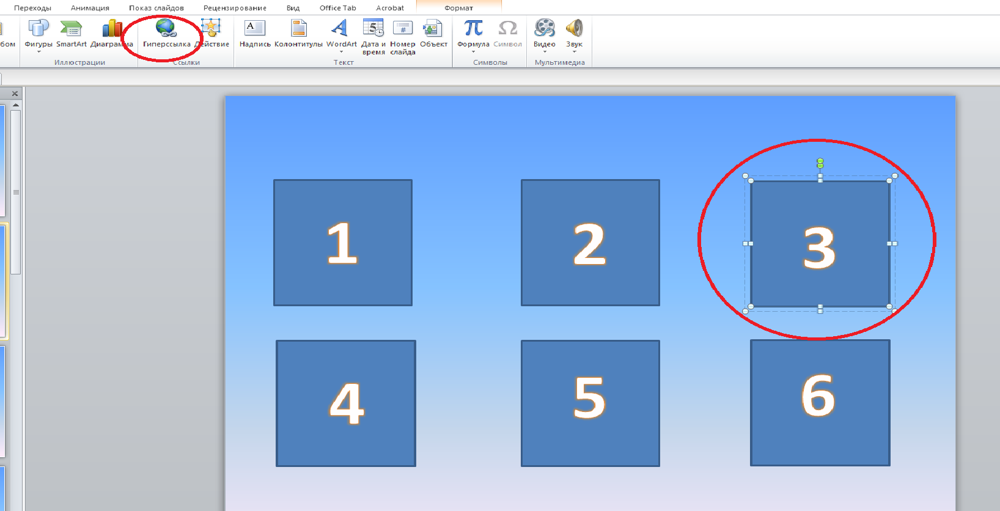 Переходы Анимация Показ слайдов Рецензирование Вид Office Tab Acrobat Формат
бом Фигуры SmartArt Диаграмма Гиперссылка Действие Надпись Колонтитулы WordArt Дата и время Номер слайда Объект Формула Символ Видео Звук
Иллюстрации Ссылки Текст Символы Мультимедиа
1 2 3
4 5 6